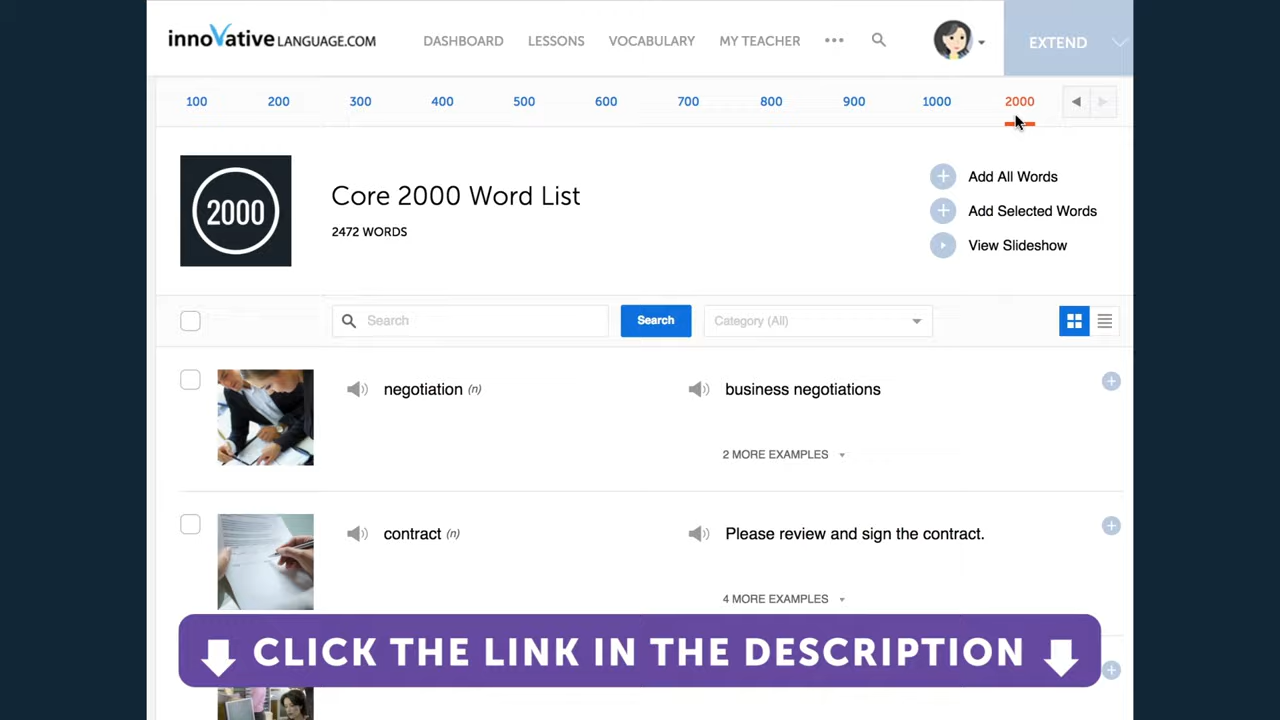 innoVative LANGUAGE.COM DASHBOARD LESSONS VOCABULARY MY TEACHER EXTEND
100 200 300 400 500 600 700 800 900 1000 2000
2000
Core 2000 Word List
2472 WORDS
Add All Words
Add Selected Words
View Slideshow
Search Search Category (All)
negotiation (n) business negotiations
2 MORE EXAMPLES
contract (n) Please review and sign the contract.
4 MORE EXAMPLES
CLICK THE LINK IN THE DESCRIPTION